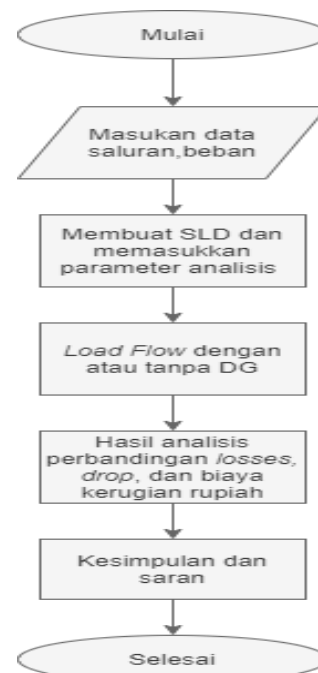 Mulai
Masukan data
saluran,beban
Membuat SLD dan
memasukkan
parameter analisis
Load Flow dengan
atau tanpa DG
Hasil analisis
perbandingan losses,
drop, dan biaya
kerugian rupiah
Kesimpulan dan
saran
Selesai